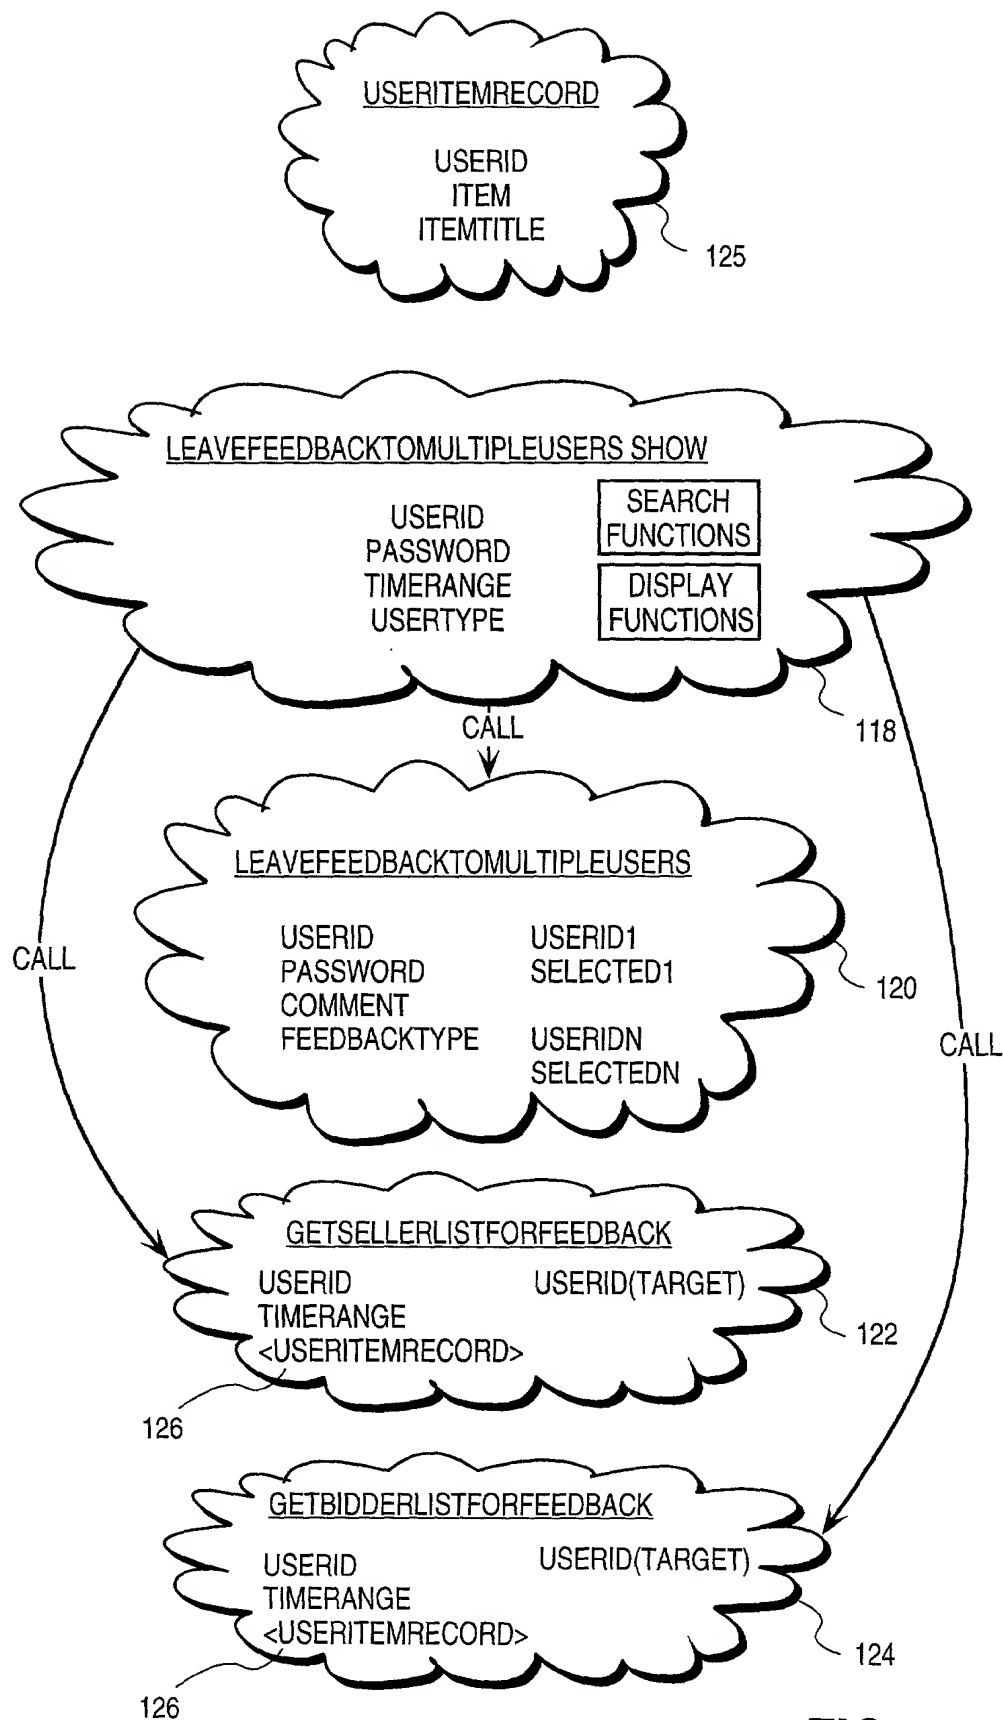 USERITEMRECORD
USERID
ITEM
ITEMTITLE
125
LEAVEFEEDBACKTOMULTIPLEUSERS SHOW
USERID
PASSWORD
TIMERANGE
USERTYPE
SEARCH
FUNCTIONS
DISPLAY
FUNCTIONS
118
CALL
CALL
CALL
LEAVEFEEDBACKTOMULTIPLEUSERS
USERID
PASSWORD
COMMENT
FEEDBACKTYPE
USERID1
SELECTED1
USERIDN
SELECTEDN
120
GETSELLERLISTFORFEEDBACK
USERID
TIMERANGE
<USERITEMRECORD>
USERID(TARGET)
122
126
GETBIDDERLISTFORFEEDBACK
USERID
TIMERANGE
<USERITEMRECORD>
USERID(TARGET)
124
126